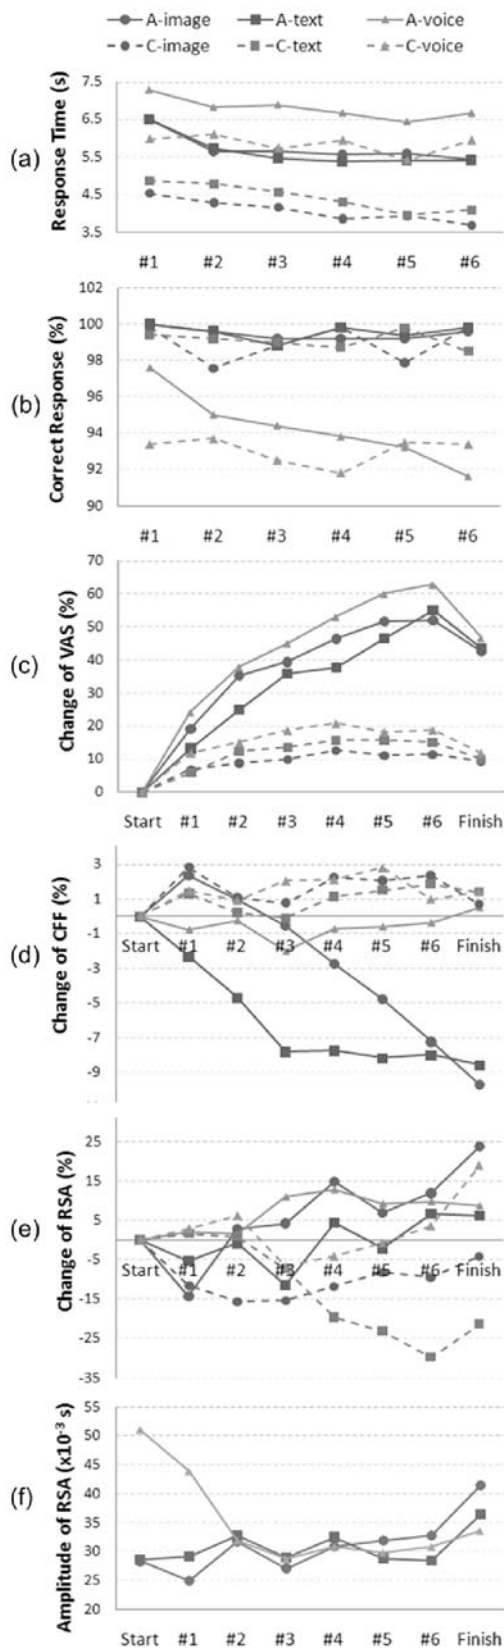 A-image A-text A-voice
C-image C-text C-voice
(a)
Response Time (s)
7.5
6.5
5.5
4.5
3.5
#1 #2 #3 #4 #5 #6
(b)
Correct Response (%)
102
100
98
96
94
92
90
#1 #2 #3 #4 #5 #6
(c)
Change of VAS (%)
70
60
50
40
30
20
10
0
Start #1 #2 #3 #4 #5 #6 Finish
(d)
Change of CFF (%)
3
1
-1
-3
-5
-7
-9
Start #1 #2 #3 #4 #5 #6 Finish
(e)
Change of RSA (%)
25
15
5
-5
-15
-25
-35
Start #1 #2 #3 #4 #5 #6 Finish
(f)
Amplitude of RSA (x10⁻³ s)
55
50
45
40
35
30
25
20
Start #1 #2 #3 #4 #5 #6 Finish